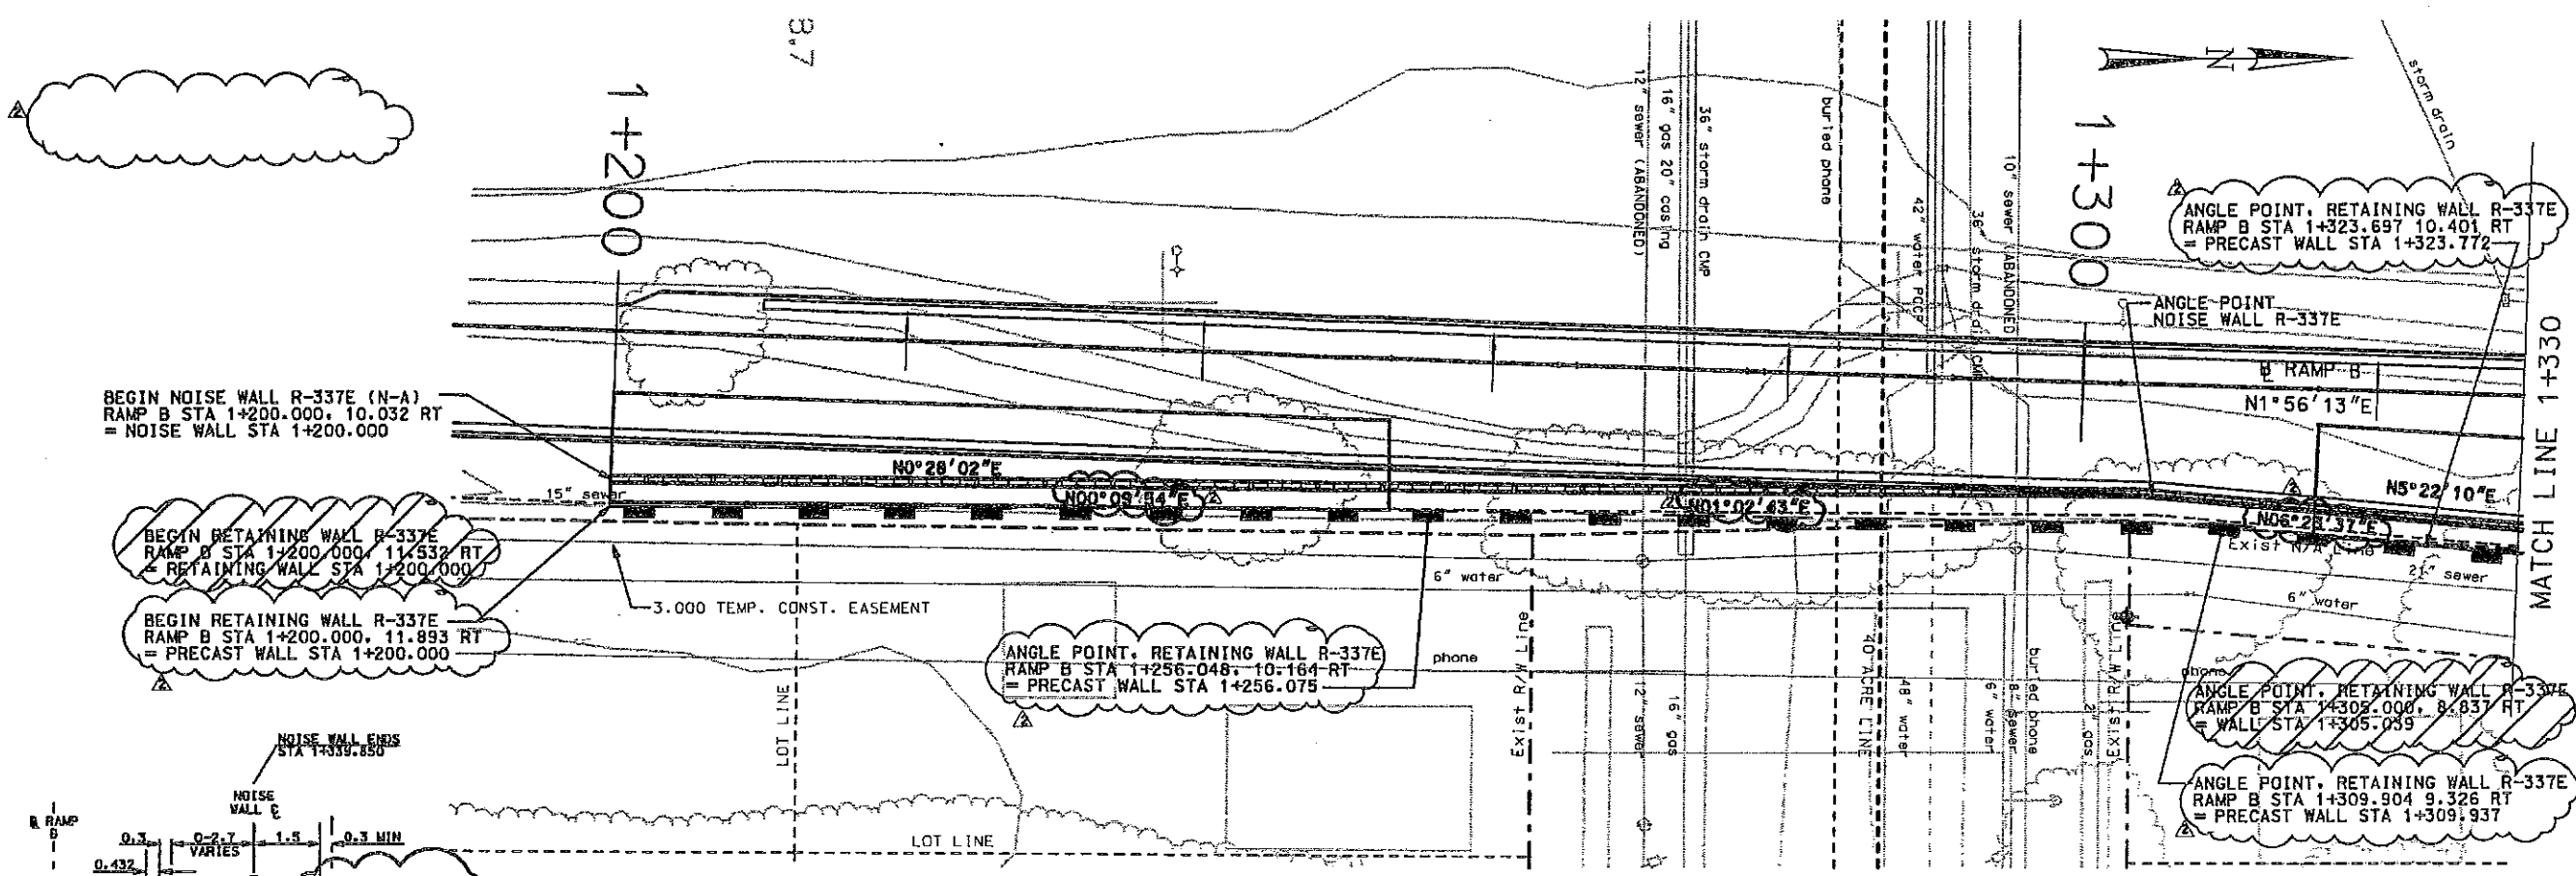 3.7
N
1+200
1+300
12" sewer (ABANDONED)
16" gas 20" casing
36" storm drain CMP
buried phone
42" water PCCP
36" storm drain CMP
10" sewer (ABANDONED)
storm drain
2
2
ANGLE POINT, RETAINING WALL R-337E
RAMP B STA 1+323.697 10.401 RT
= PRECAST WALL STA 1+323.772
ANGLE POINT
NOISE WALL R-337E
RAMP B
N1°56'13"E
MATCH LINE 1+330
BEGIN NOISE WALL R-337E (N-A)
RAMP B STA 1+200.000, 10.032 RT
= NOISE WALL STA 1+200.000
N0°28'02"E
N00°09'54"E
2
2
N01°02'43"E
2
N5°22'10"E
N06°23'37"E
15" sewer
Exist N/A Line
21" sewer
BEGIN RETAINING WALL R-337E
RAMP B STA 1+200.000, 11.532 RT
= RETAINING WALL STA 1+200.000
6" water
6" water
3.000 TEMP. CONST. EASEMENT
BEGIN RETAINING WALL R-337E
RAMP B STA 1+200.000, 11.893 RT
= PRECAST WALL STA 1+200.000
2
ANGLE POINT, RETAINING WALL R-337E
RAMP B STA 1+256.048, 10.164 RT
= PRECAST WALL STA 1+256.075
2
phone
phone
LOT LINE
Exist R/W Line
12" sewer
16" gas
40 ACRE LINE
48" water
6" water
8" sewer
buried phone
2" gas
Exist R/W Line
ANGLE POINT, RETAINING WALL R-337E
RAMP B STA 1+305.000, 8.837 RT
= WALL STA 1+305.039
ANGLE POINT, RETAINING WALL R-337E
RAMP B STA 1+309.904 9.326 RT
= PRECAST WALL STA 1+309.937
2
NOISE WALL ENDS
STA 1+339.850
NOISE
WALL ȼ
RAMP
B
0.3
0-2.7
VARIES
1.5
0.3 MIN
0.432
LOT LINE